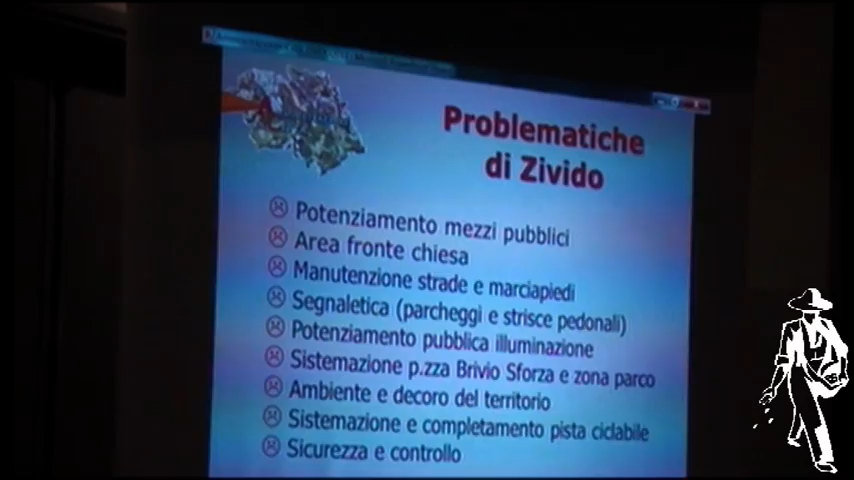 Problematiche
di Zivido
Potenziamento mezzi pubblici
Area fronte chiesa
Manutenzione strade e marciapiedi
Segnaletica (parcheggi e strisce pedonali)
Potenziamento pubblica illuminazione
Sistemazione p.zza Brivio Sforza e zona parco
Ambiente e decoro del territorio
Sistemazione e completamento pista ciclabile
Sicurezza e controllo